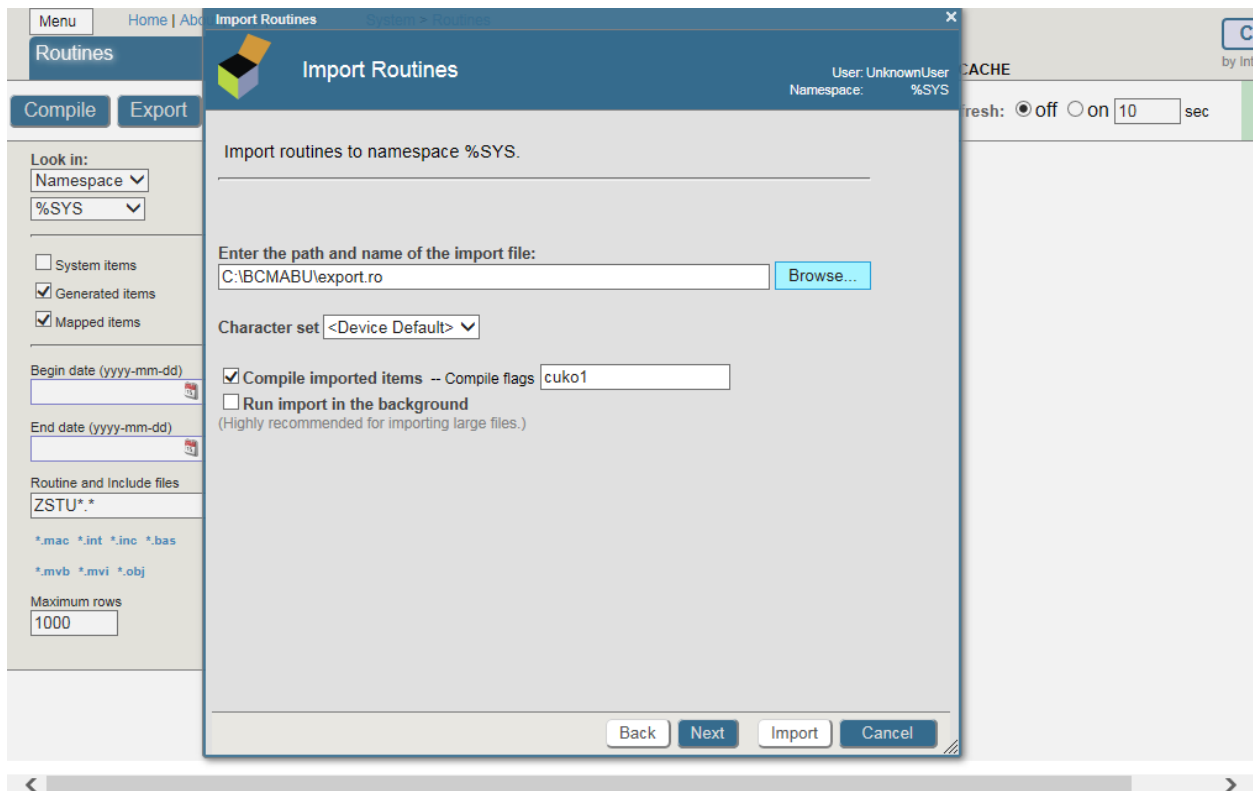 Menu
Home | Abo
Import Routines
System > Routines
Routines
Import Routines
User: UnknownUser
Namespace: %SYS
CACHE
C
by Int
Compile
Export
fresh: off on 10 sec
Import routines to namespace %SYS.
Look in:
Namespace
%SYS
System items
Generated items
Mapped items
Begin date (yyyy-mm-dd)
End date (yyyy-mm-dd)
Routine and Include files
ZSTU*.*
*.mac *.int *.inc *.bas
*.mvb *.mvi *.obj
Maximum rows
1000
Enter the path and name of the import file:
C:\BCMABU\export.ro
Browse...
Character set <Device Default>
Compile imported items -- Compile flags cuko1
Run import in the background
(Highly recommended for importing large files.)
Back
Next
Import
Cancel